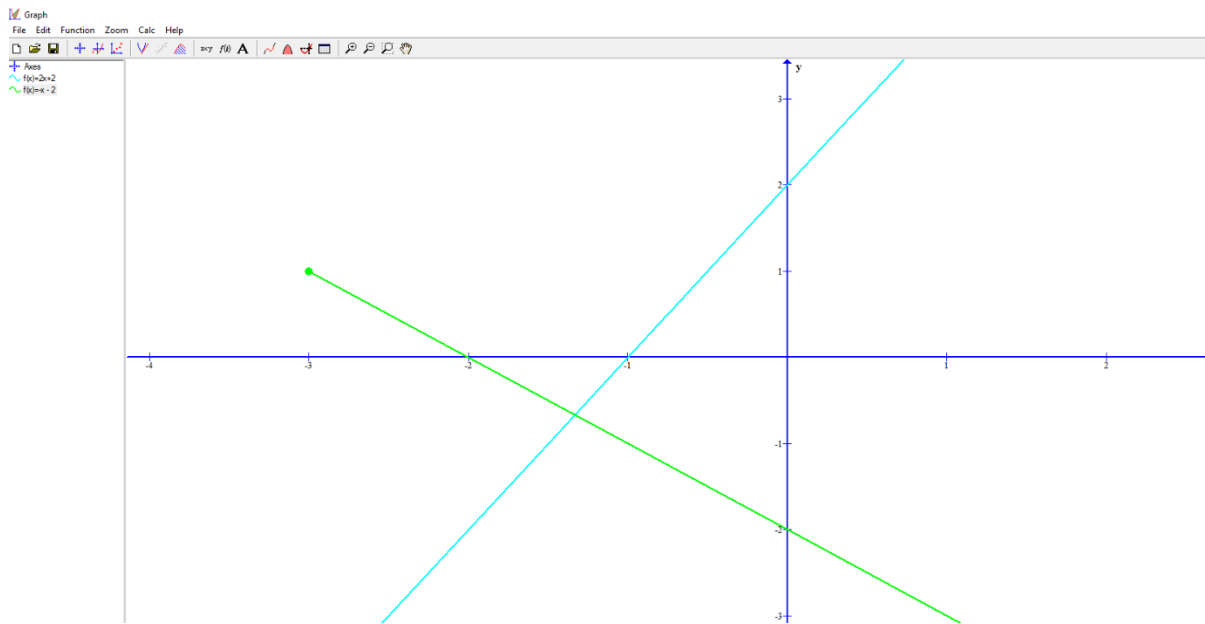 Graph
File Edit Function Zoom Calc Help
x<y f(x) A
Axes
f(x)=2x+2
f(x)=-x - 2
y
3
2
1
-4 -3 -2 -1 1 2
-1
-2
-3